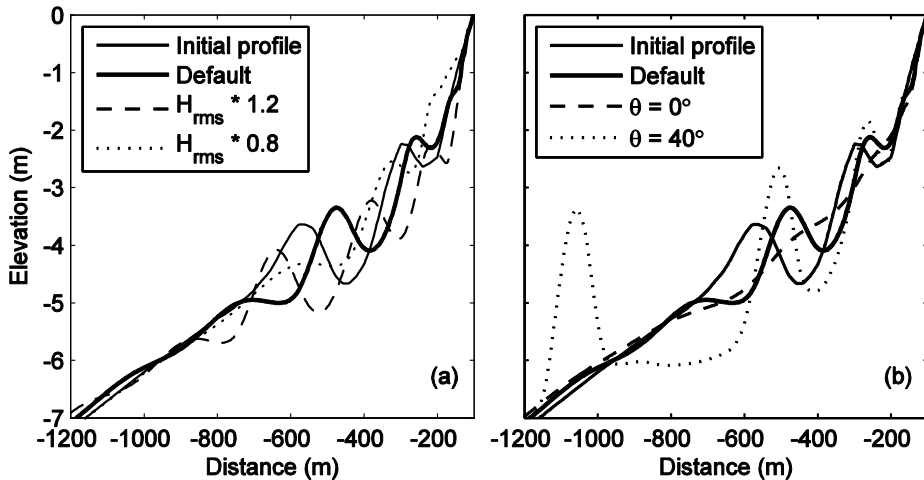 0
-1
-2
-3
-4
-5
-6
-7
Elevation (m)
Initial profile
Default
H_rms * 1.2
H_rms * 0.8
(a)
-1200 -1000 -800 -600 -400 -200
Distance (m)
Initial profile
Default
θ = 0°
θ = 40°
(b)
-1200 -1000 -800 -600 -400 -200
Distance (m)